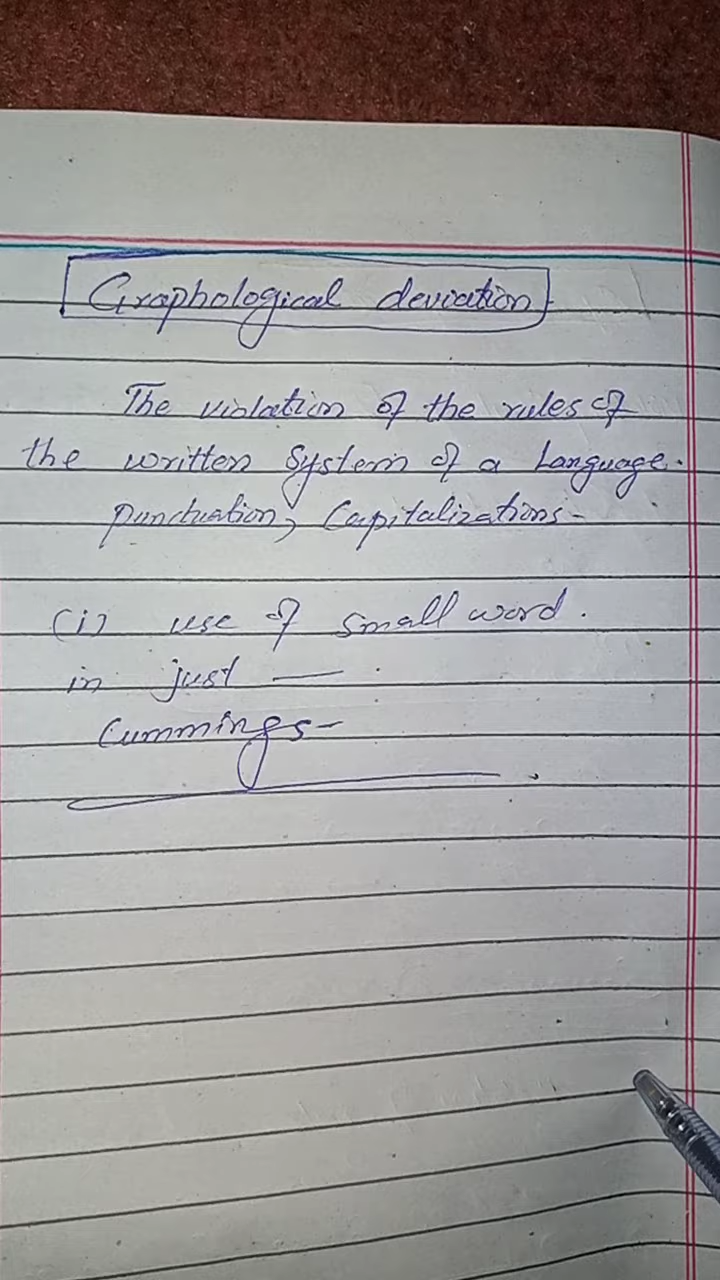 Graphological deviation
The violation of the rules of
the written System of a Language.
punctuation, Capitalizations -
(i) use of small word.
in just —
Cummings -